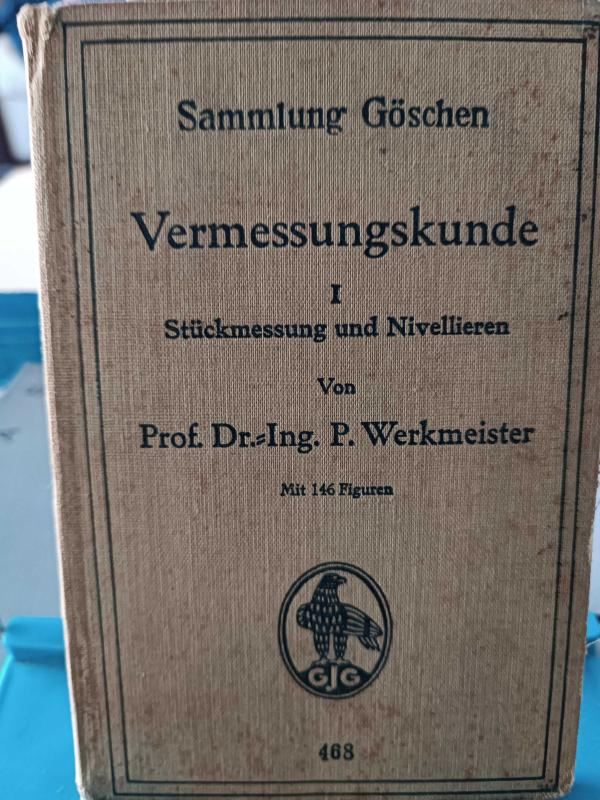 Sammlung Göschen
Vermessungskunde
I
Stückmessung und Nivellieren
Von
Prof. Dr.-Ing. P. Werkmeister
Mit 146 Figuren
GJG
468